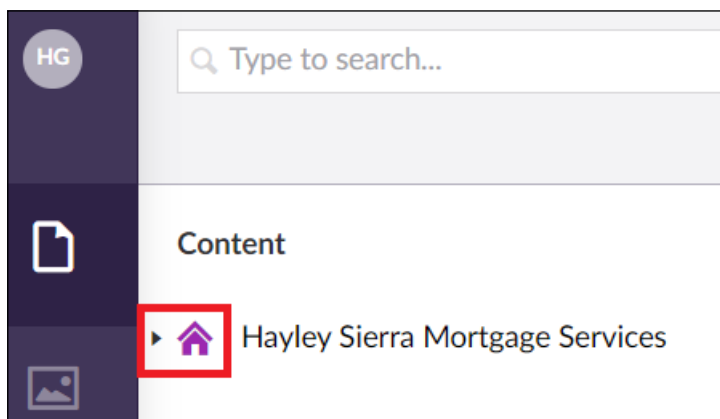 HG
Type to search...
Content
Hayley Sierra Mortgage Services